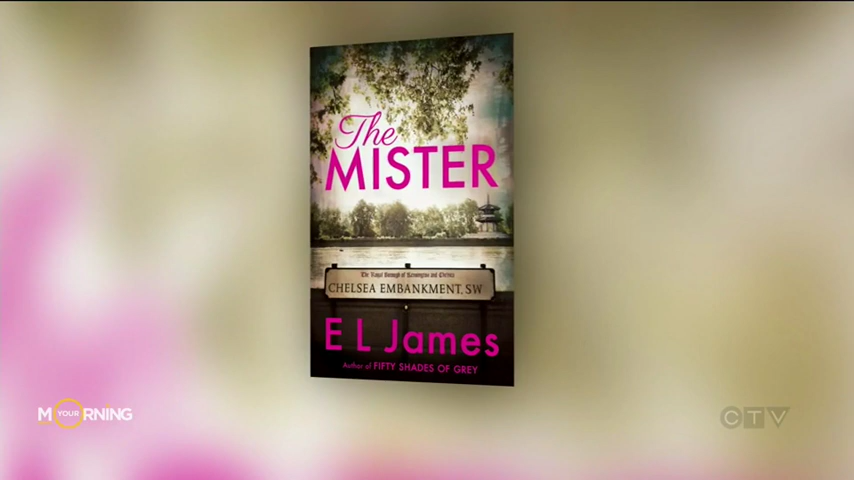 The
MISTER
The Royal Borough of Kensington and Chelsea
CHELSEA EMBANKMENT, SW
E L James
Author of FIFTY SHADES OF GREY
YOUR MORNING
CTV